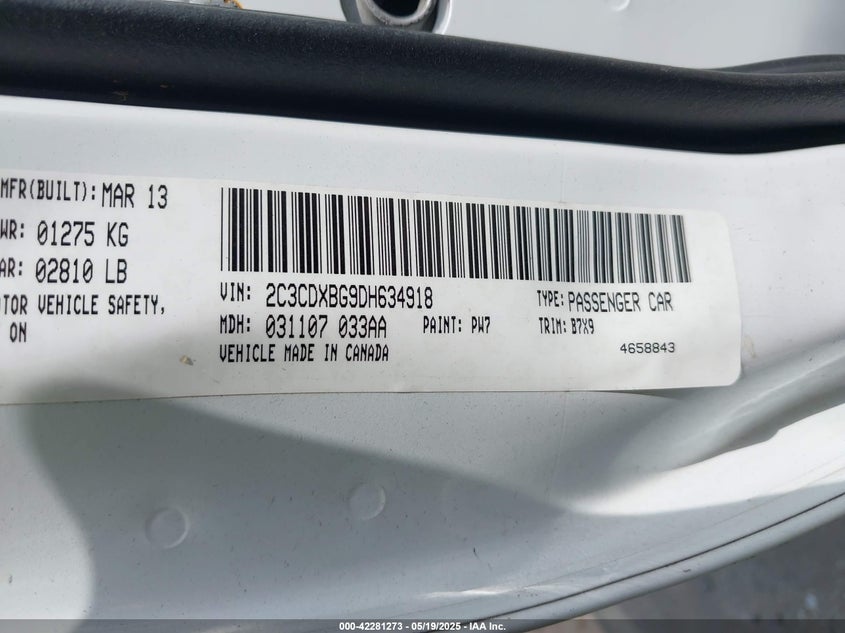 MFR(BUILT): MAR 13
WR: 01275 KG
AR: 02810 LB
TOR VEHICLE SAFETY,
ON
VIN: 2C3CDXBG9DH634918
TYPE: PASSENGER CAR
MDH: 031107 033AA
PAINT: PW7
TRIM: B7X9
VEHICLE MADE IN CANADA
4658843
000-42281273 - 05/19/2025 - IAA Inc.